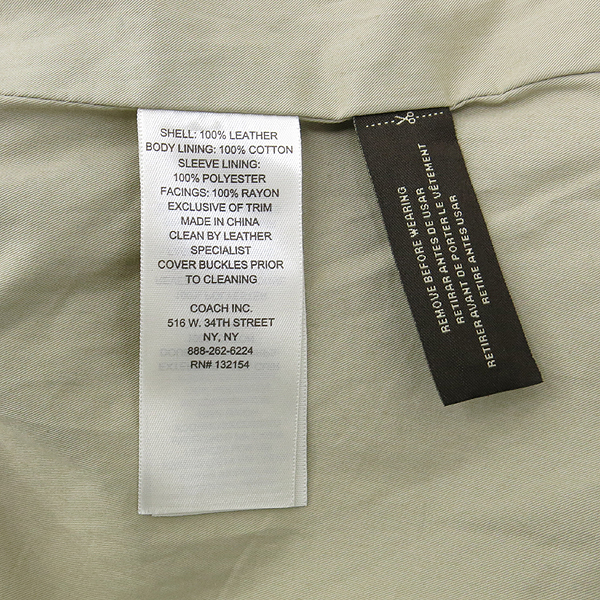 SHELL: 100% LEATHER
BODY LINING: 100% COTTON
SLEEVE LINING:
100% POLYESTER
FACINGS: 100% RAYON
EXCLUSIVE OF TRIM
MADE IN CHINA
CLEAN BY LEATHER
SPECIALIST
COVER BUCKLES PRIOR
TO CLEANING
COACH INC.
516 W. 34TH STREET
NY, NY
888-262-6224
RN# 132154
REMOVE BEFORE WEARING
RETIRAR ANTES DE USAR
AVANT DE PORTER LE VÊTEMENT
RETIRER AVANT
RETIRE ANTES USAR